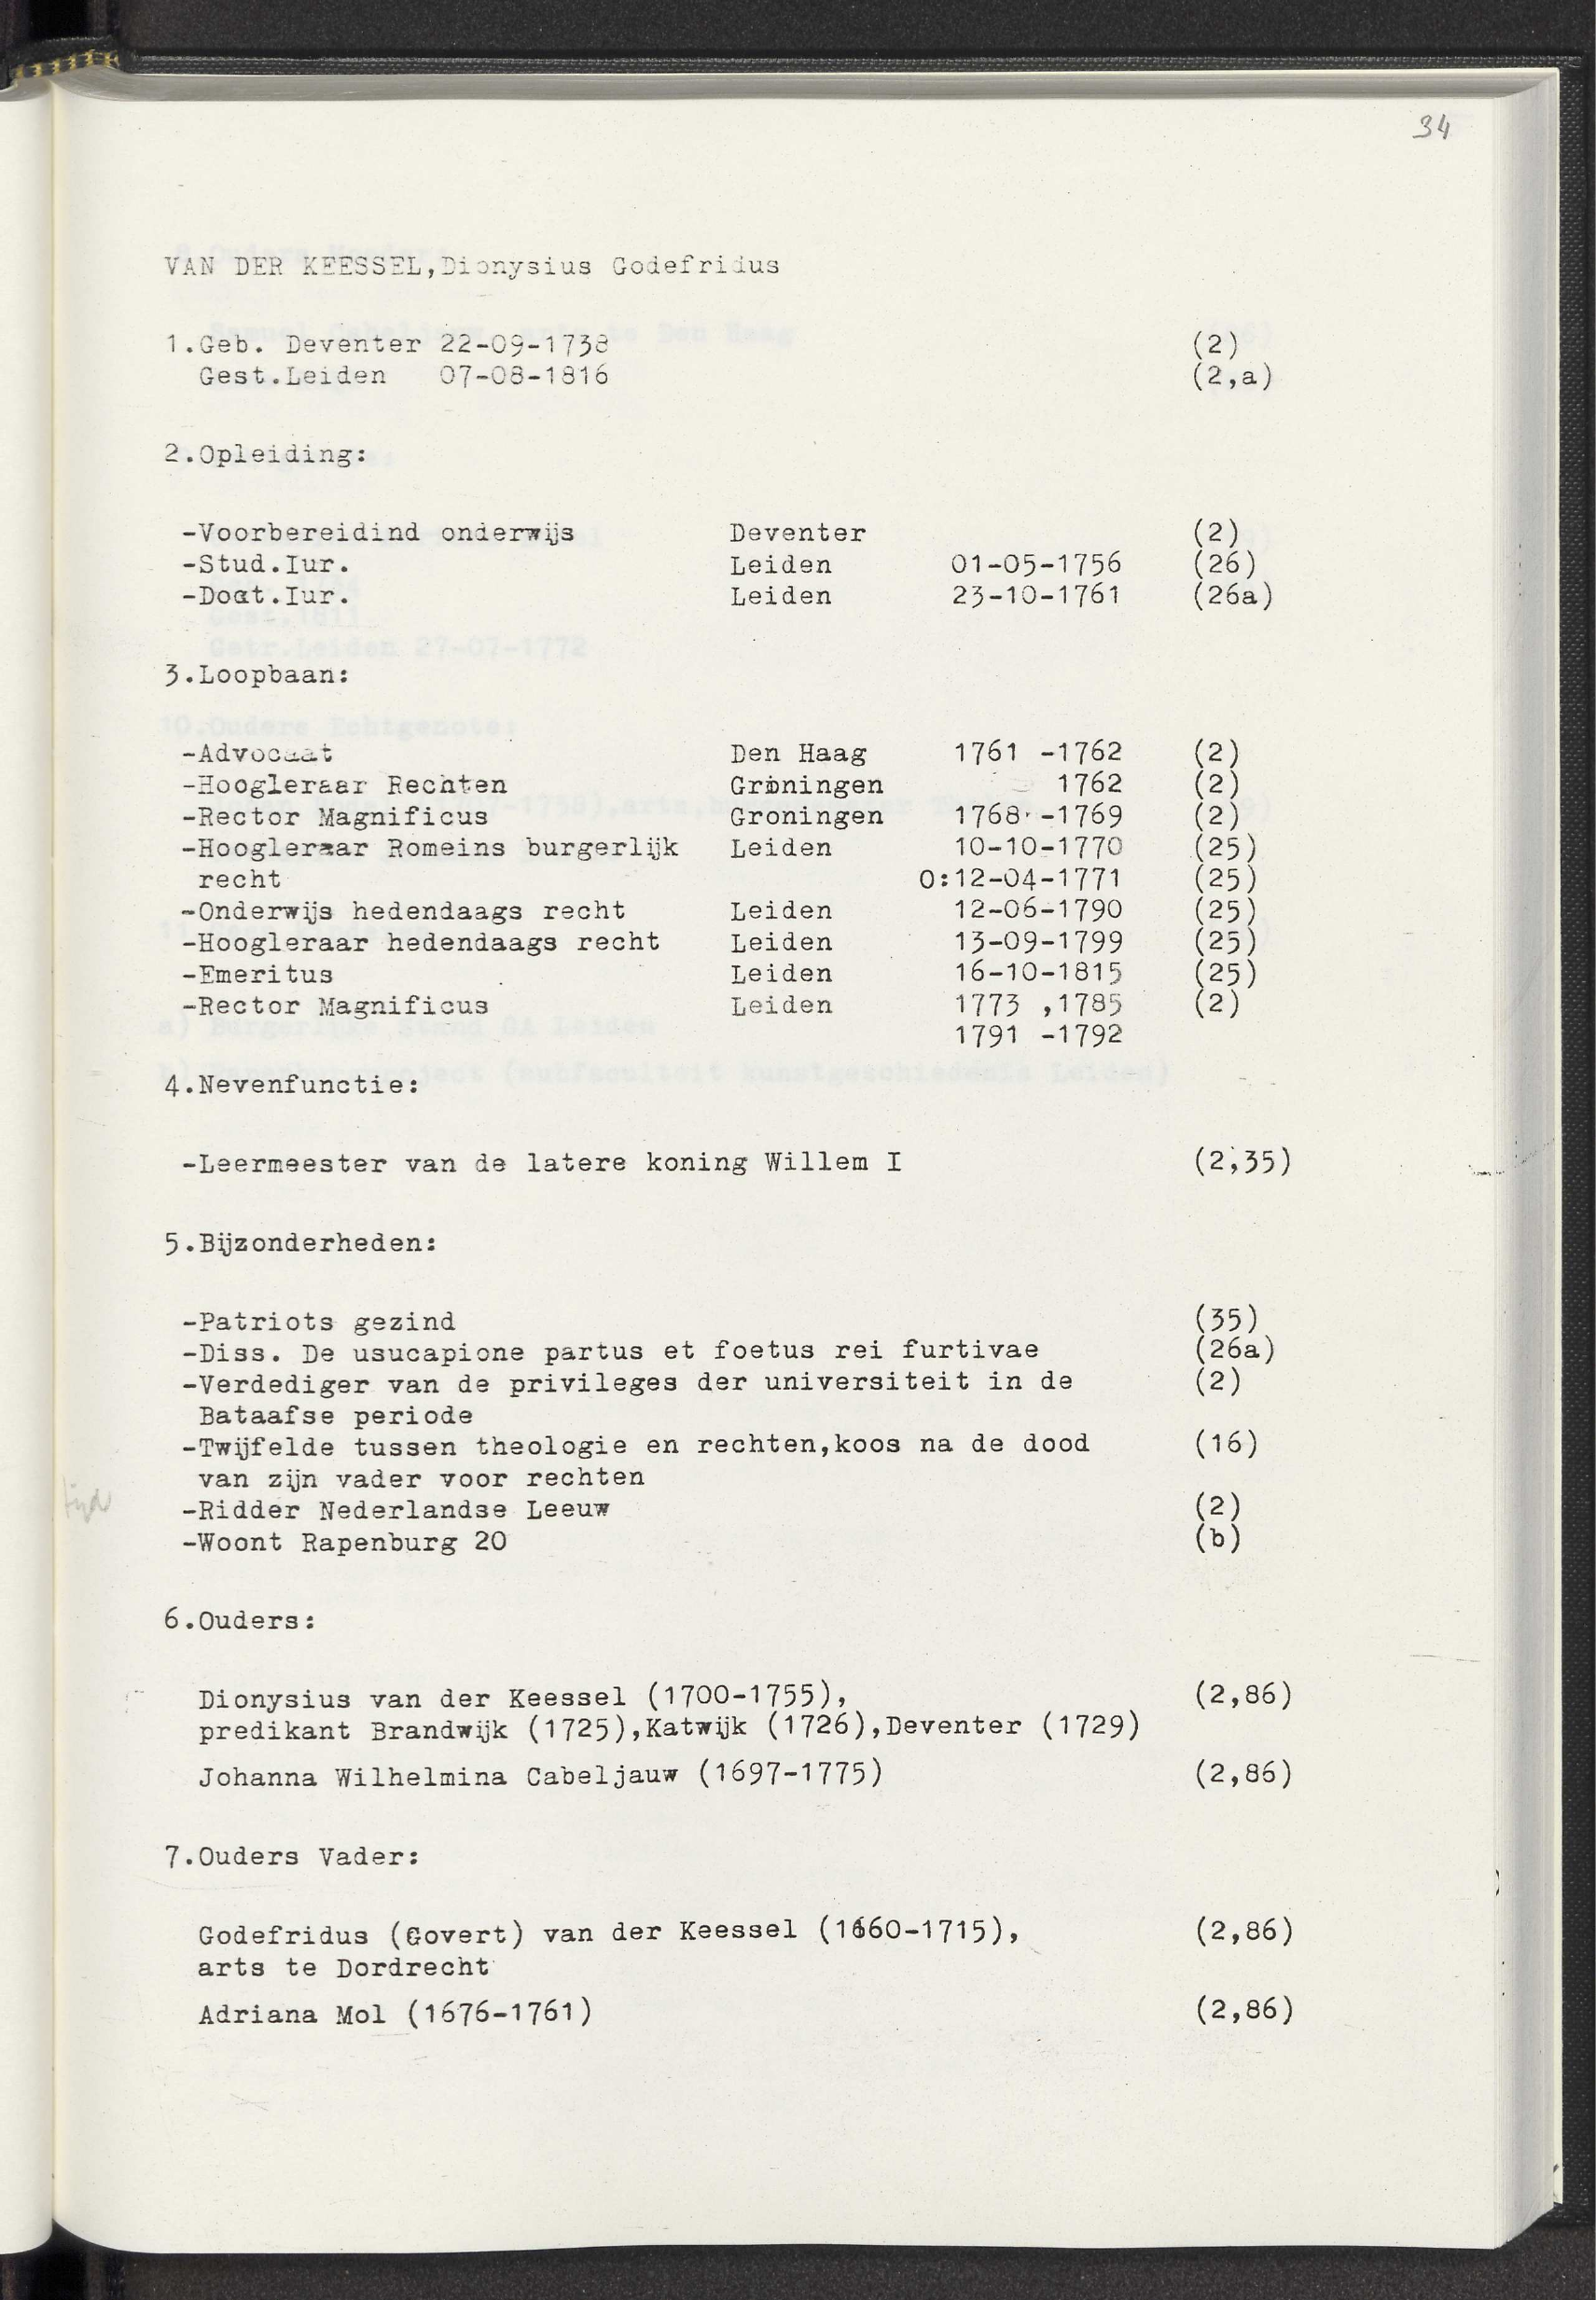 34
VAN DER KEESSEL,Dionysius Godefridus
1.Geb. Deventer 22-09-1738 (2)
Gest.Leiden 07-08-1816 (2,a)
2.Opleiding:
-Voorbereidind onderwijs Deventer (2)
-Stud.Iur. Leiden 01-05-1756 (26)
-Doct.Iur. Leiden 23-10-1761 (26a)
3.Loopbaan:
-Advocaat Den Haag 1761 -1762 (2)
-Hoogleraar Rechten Groningen 1762 (2)
-Rector Magnificus Groningen 1768 -1769 (2)
-Hoogleraar Romeins burgerlijk Leiden 10-10-1770 (25)
recht 0:12-04-1771 (25)
-Onderwijs hedendaags recht Leiden 12-06-1790 (25)
-Hoogleraar hedendaags recht Leiden 13-09-1799 (25)
-Emeritus Leiden 16-10-1815 (25)
-Rector Magnificus Leiden 1773 ,1785 (2)
1791 -1792
4.Nevenfunctie:
-Leermeester van de latere koning Willem I (2,35)
5.Bijzonderheden:
-Patriots gezind (35)
-Diss. De usucapione partus et foetus rei furtivae (26a)
-Verdediger van de privileges der universiteit in de (2)
Bataafse periode
-Twijfelde tussen theologie en rechten,koos na de dood (16)
van zijn vader voor rechten
-Ridder Nederlandse Leeuw (2)
-Woont Rapenburg 20 (b)
6.Ouders:
Dionysius van der Keessel (1700-1755), (2,86)
predikant Brandwijk (1725),Katwijk (1726),Deventer (1729)
Johanna Wilhelmina Cabeljauw (1697-1775) (2,86)
7.Ouders Vader:
Godefridus (Govert) van der Keessel (1660-1715), (2,86)
arts te Dordrecht
Adriana Mol (1676-1761) (2,86)